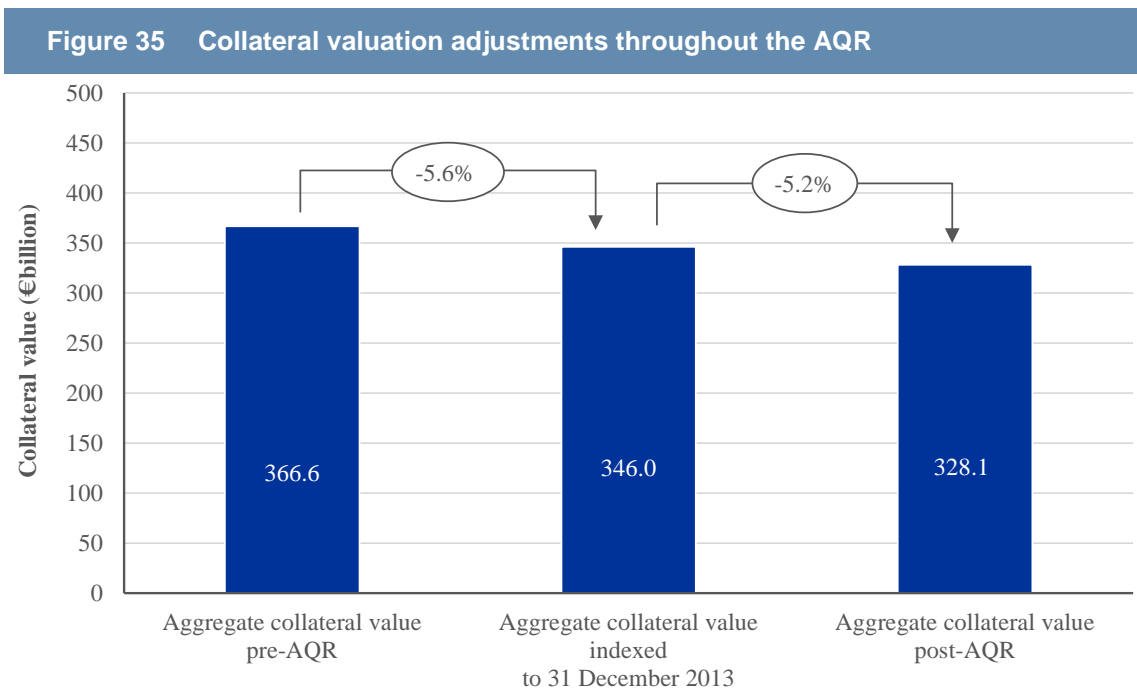 Figure 35 Collateral valuation adjustments throughout the AQR
Collateral value (€billion)
500
450
400
350
300
250
200
150
100
50
0
-5.6%
-5.2%
366.6
346.0
328.1
Aggregate collateral value
pre-AQR
Aggregate collateral value
indexed
to 31 December 2013
Aggregate collateral value
post-AQR